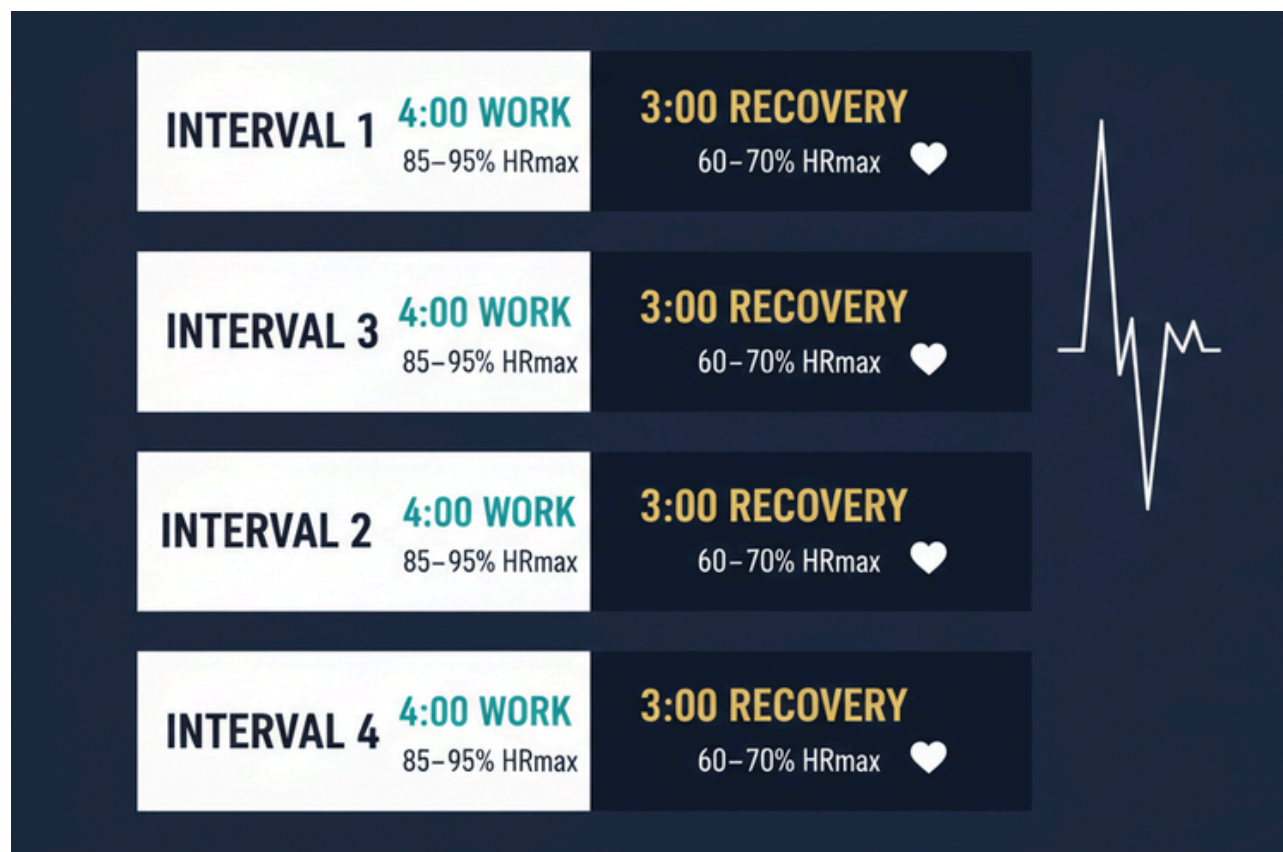 INTERVAL 1
4:00 WORK
85–95% HRmax
3:00 RECOVERY
60–70% HRmax
INTERVAL 3
4:00 WORK
85–95% HRmax
3:00 RECOVERY
60–70% HRmax
INTERVAL 2
4:00 WORK
85–95% HRmax
3:00 RECOVERY
60–70% HRmax
INTERVAL 4
4:00 WORK
85–95% HRmax
3:00 RECOVERY
60–70% HRmax